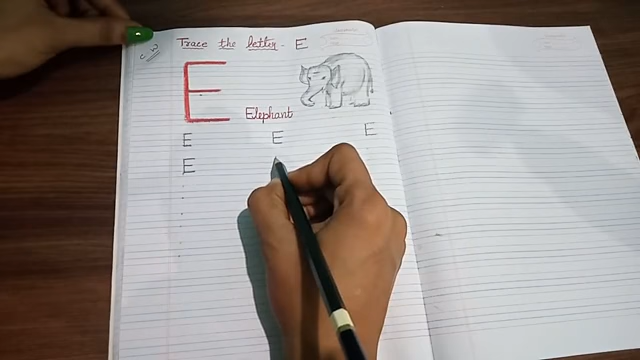 C.W
Trace the letter - E
E
Elephant
E E E
E